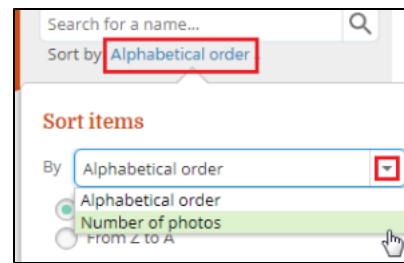 Search for a name...
Sort by Alphabetical order
Sort items
By Alphabetical order
Alphabetical order
Number of photos
From Z to A